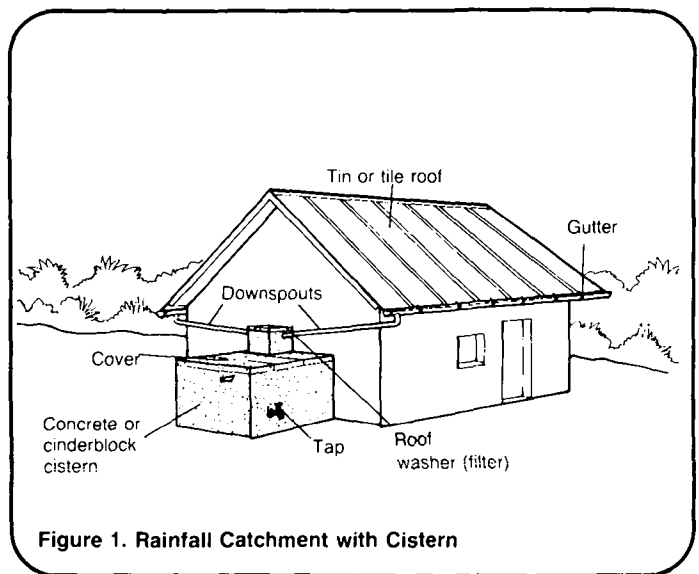 Tin or tile roof
Gutter
Downspouts
Cover
Concrete or
cinderblock
cistern
Tap
Roof
washer (filter)
Figure 1. Rainfall Catchment with Cistern